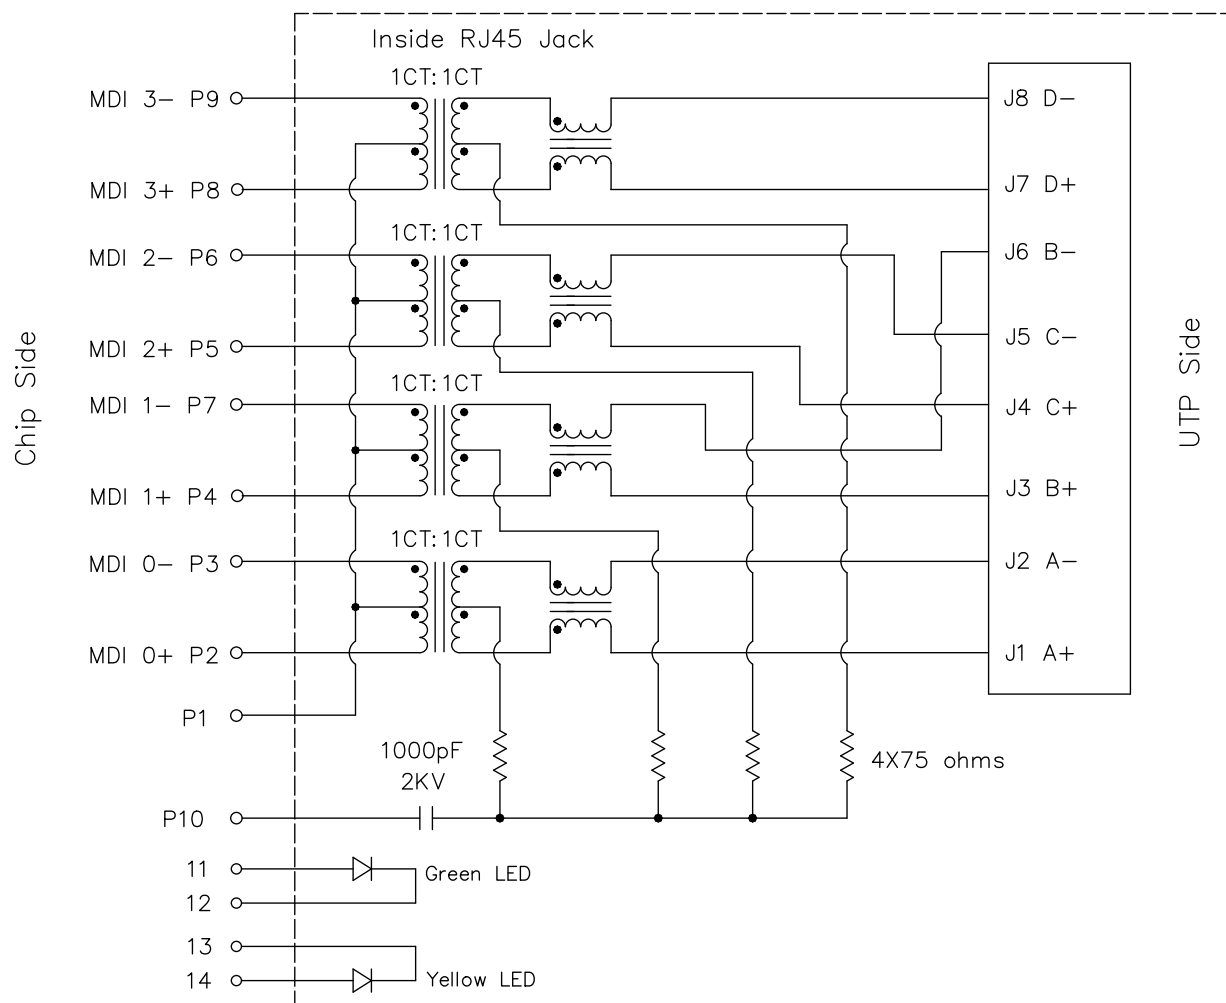 Inside RJ45 Jack
1CT:1CT
MDI 3- P9
J8 D-
MDI 3+ P8
J7 D+
1CT:1CT
MDI 2- P6
J6 B-
MDI 2+ P5
J5 C-
1CT:1CT
MDI 1- P7
J4 C+
MDI 1+ P4
J3 B+
1CT:1CT
MDI 0- P3
J2 A-
MDI 0+ P2
J1 A+
Chip Side
UTP Side
P1
1000pF
2KV
4X75 ohms
P10
11
Green LED
12
13
14
Yellow LED